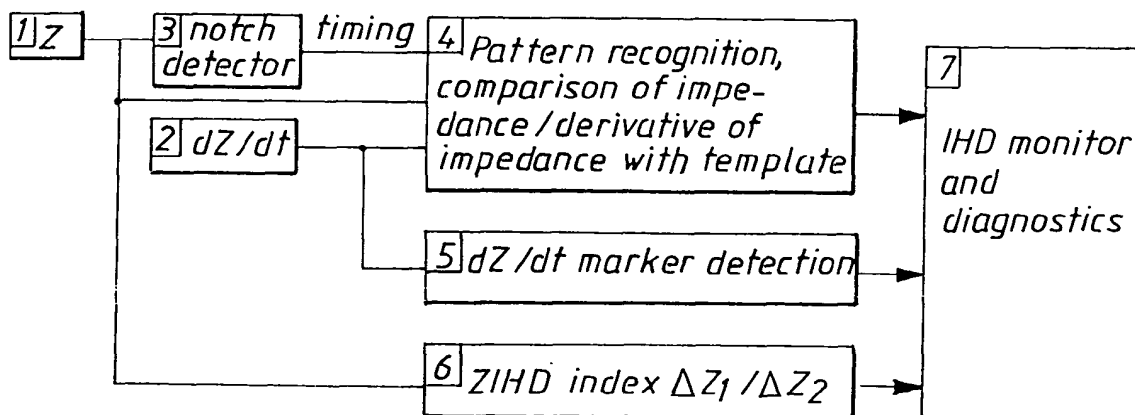 1 Z
3 notch
detector
timing
4 Pattern recognition,
comparison of impe-
dance/derivative of
impedance with template
2 dZ/dt
5 dZ/dt marker detection
6 ZIHD index ΔZ1/ΔZ2
7
IHD monitor
and
diagnostics